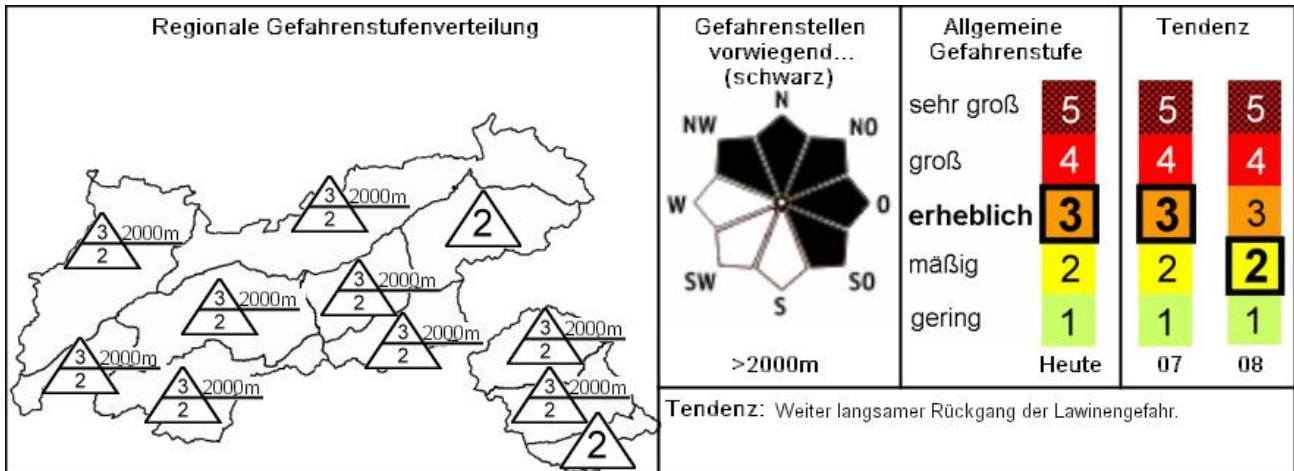 Regionale Gefahrenstufenverteilung
3 2000m
2
2
3 2000m
2
3 2000m
2
3 2000m
2
3 2000m
2
3 2000m
2
3 2000m
2
3 2000m
2
3 2000m
2
2
Gefahrenstellen
vorwiegend...
(schwarz)
N
NW NO
W O
SW SO
S
>2000m
Allgemeine
Gefahrenstufe
sehr groß 5
groß 4
erheblich 3
mäßig 2
gering 1
Heute
Tendenz
5 5
4 4
3 3
2 2
1 1
07 08
Tendenz: Weiter langsamer Rückgang der Lawinengefahr.